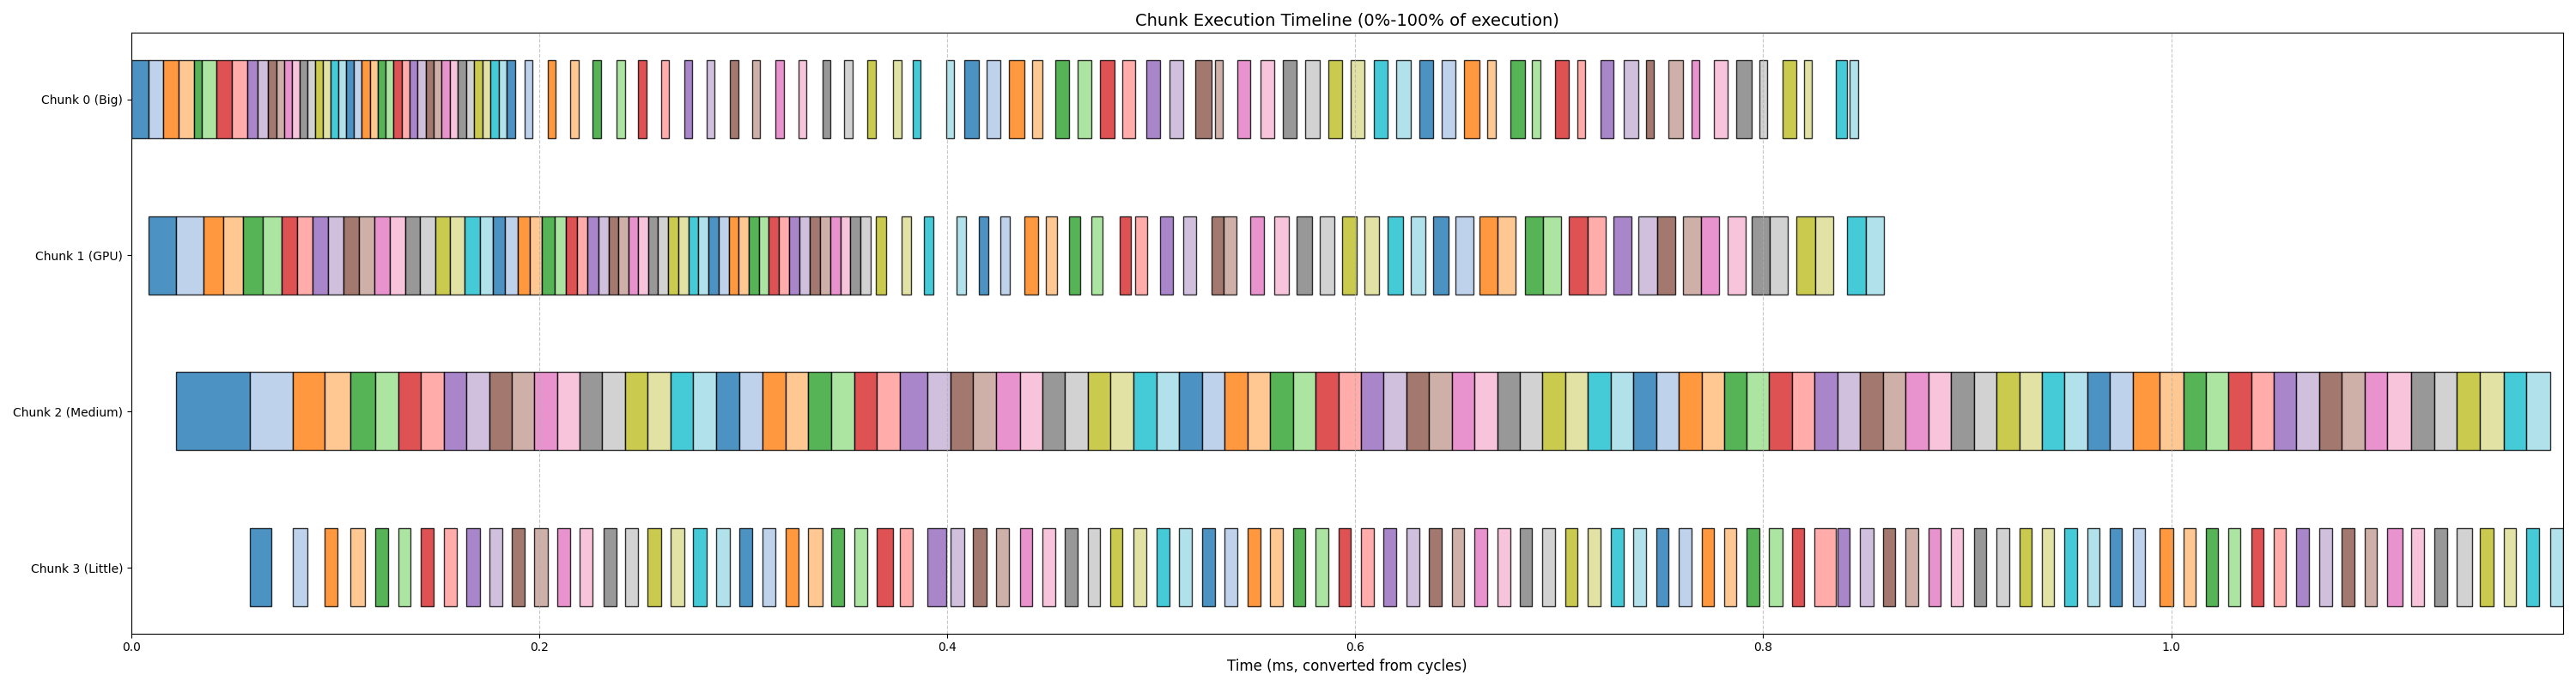 Chunk Execution Timeline (0%-100% of execution)
Chunk 0 (Big)
Chunk 1 (GPU)
Chunk 2 (Medium)
Chunk 3 (Little)
0.0 0.2 0.4 0.6 0.8 1.0
Time (ms, converted from cycles)